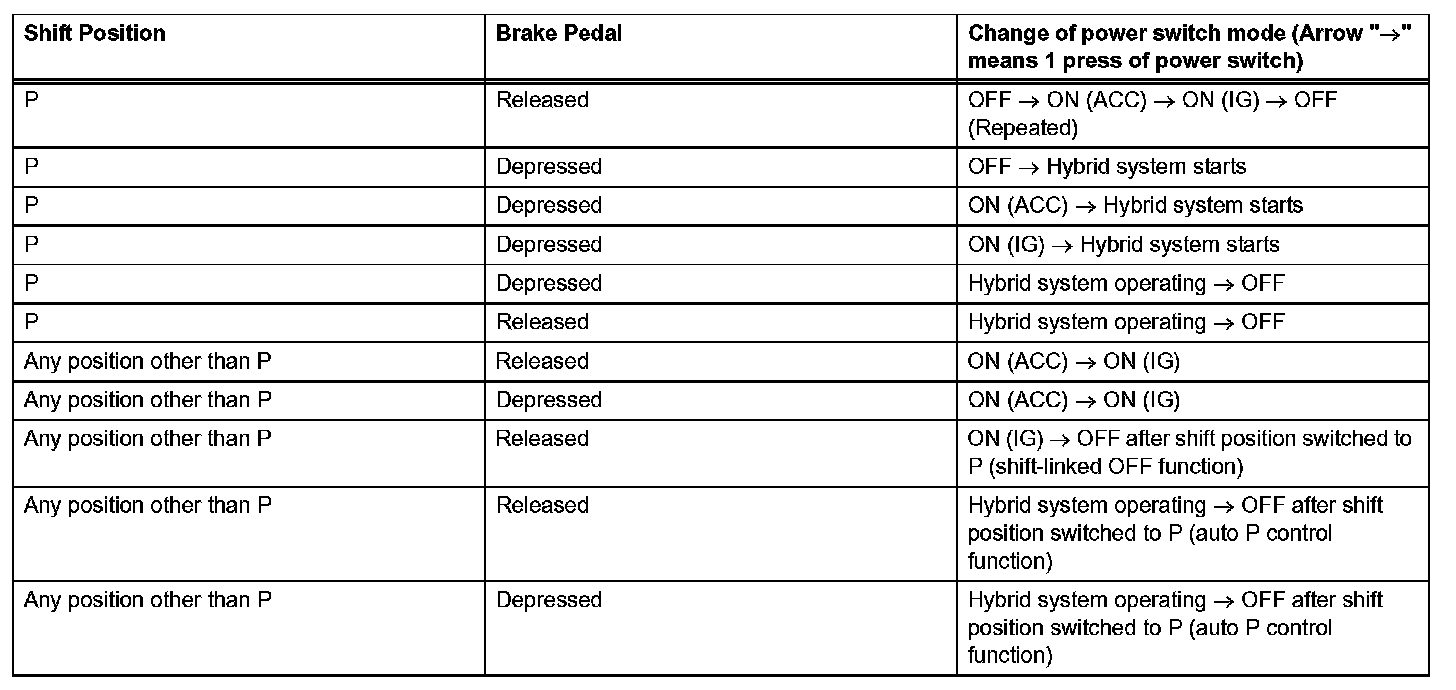 Shift Position Brake Pedal Change of power switch mode (Arrow "→"
means 1 press of power switch)
P Released OFF → ON (ACC) → ON (IG) → OFF
(Repeated)
P Depressed OFF → Hybrid system starts
P Depressed ON (ACC) → Hybrid system starts
P Depressed ON (IG) → Hybrid system starts
P Depressed Hybrid system operating → OFF
P Released Hybrid system operating → OFF
Any position other than P Released ON (ACC) → ON (IG)
Any position other than P Depressed ON (ACC) → ON (IG)
Any position other than P Released ON (IG) → OFF after shift position switched to
P (shift-linked OFF function)
Any position other than P Released Hybrid system operating → OFF after shift
position switched to P (auto P control
function)
Any position other than P Depressed Hybrid system operating → OFF after shift
position switched to P (auto P control
function)